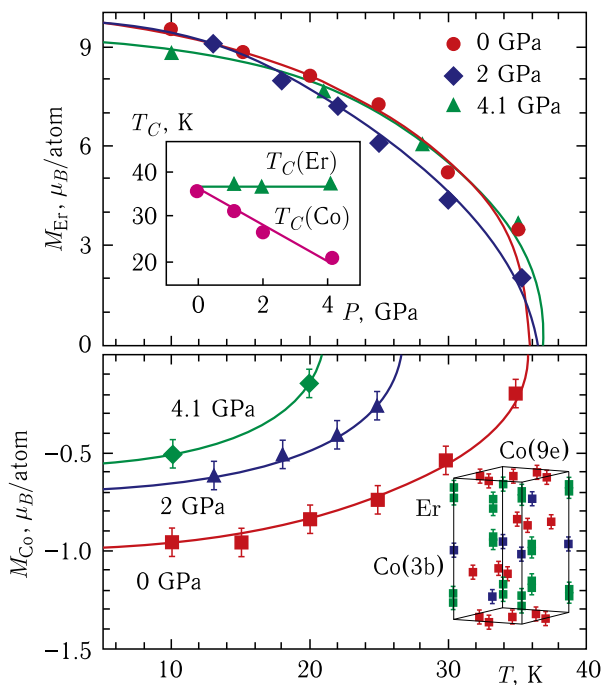 9
6
3
0
M_Er, μ_B/atom
0 GPa
2 GPa
4.1 GPa
T_C, K
40
30
20
T_C(Er)
T_C(Co)
0
2
4
P, GPa
−0.5
−1.0
−1.5
M_Co, μ_B/atom
4.1 GPa
2 GPa
0 GPa
Co(9e)
Er
Co(3b)
10
20
30
T, K
40